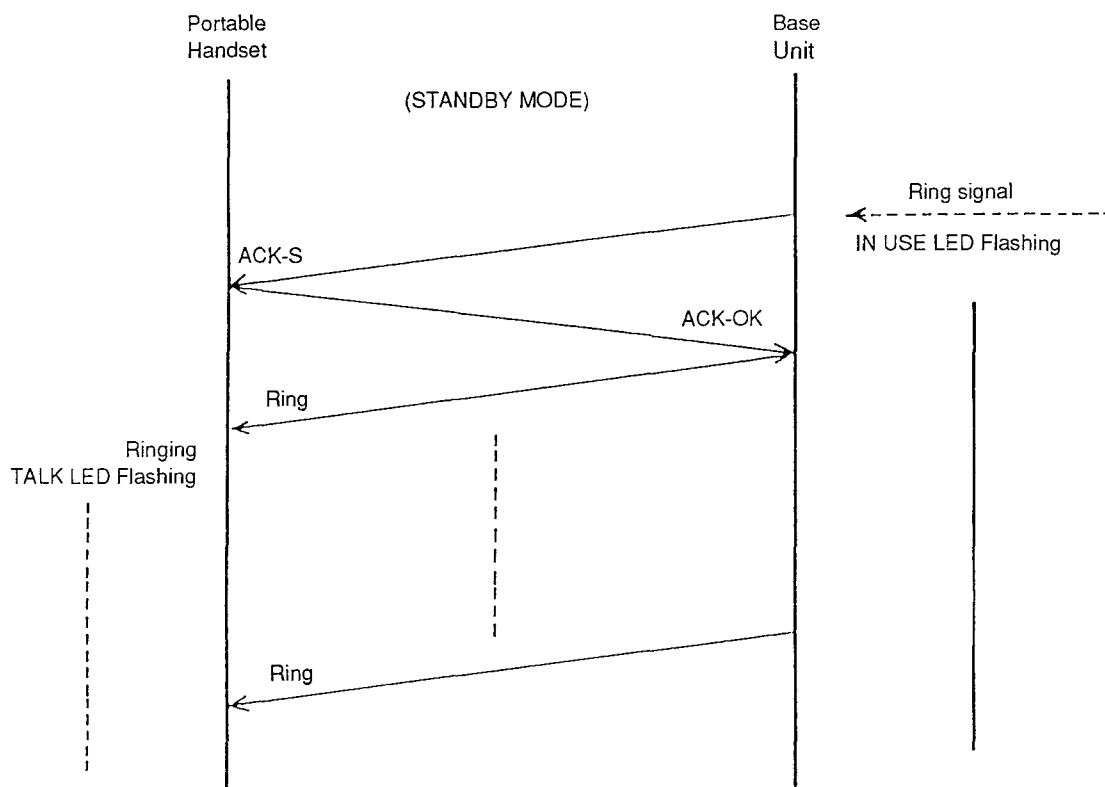 Portable
Handset
Base
Unit
(STANDBY MODE)
Ring signal
IN USE LED Flashing
ACK-S
ACK-OK
Ring
Ringing
TALK LED Flashing
Ring